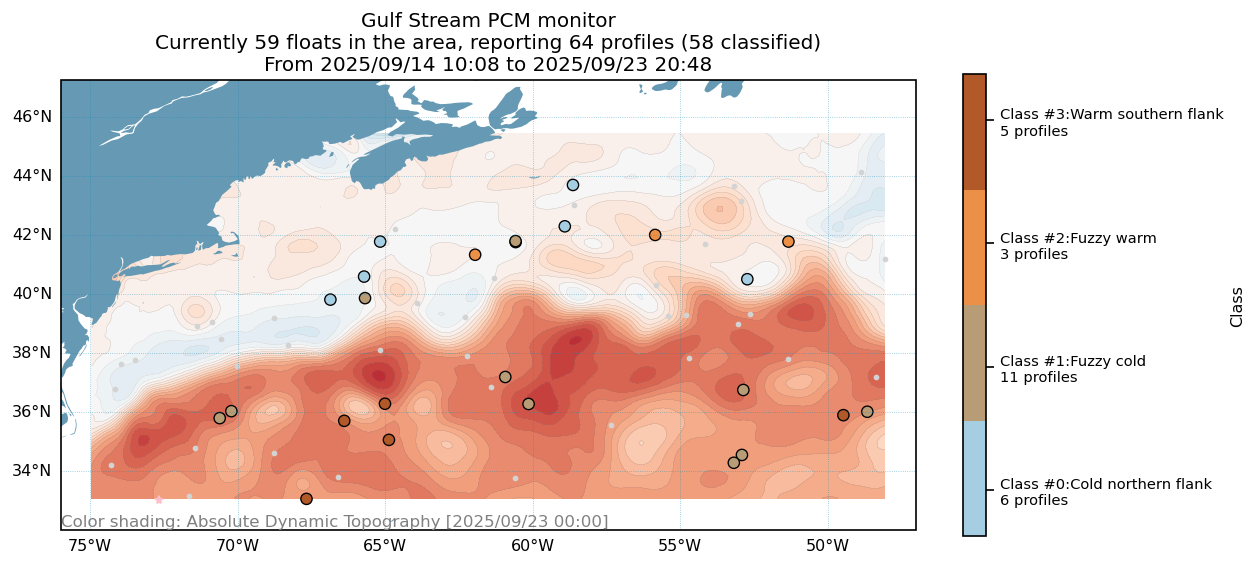 Gulf Stream PCM monitor
Currently 59 floats in the area, reporting 64 profiles (58 classified)
From 2025/09/14 10:08 to 2025/09/23 20:48
46°N
44°N
42°N
40°N
38°N
36°N
34°N
Color shading: Absolute Dynamic Topography [2025/09/23 00:00]
75°W
70°W
65°W
60°W
55°W
50°W
Class #3:Warm southern flank
5 profiles
Class #2:Fuzzy warm
3 profiles
Class #1:Fuzzy cold
11 profiles
Class #0:Cold northern flank
6 profiles
Class